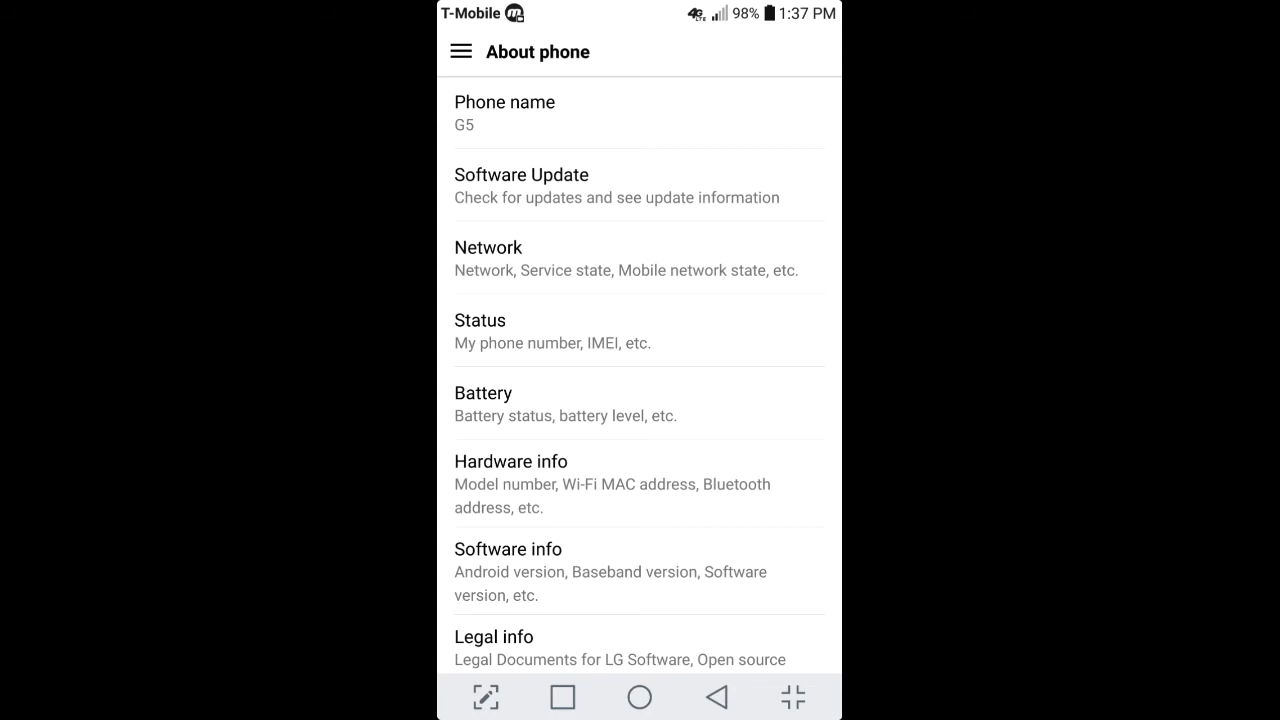 T-Mobile 4G LTE 98% 1:37 PM
About phone
Phone name
G5
Software Update
Check for updates and see update information
Network
Network, Service state, Mobile network state, etc.
Status
My phone number, IMEI, etc.
Battery
Battery status, battery level, etc.
Hardware info
Model number, Wi-Fi MAC address, Bluetooth
address, etc.
Software info
Android version, Baseband version, Software
version, etc.
Legal info
Legal Documents for LG Software, Open source